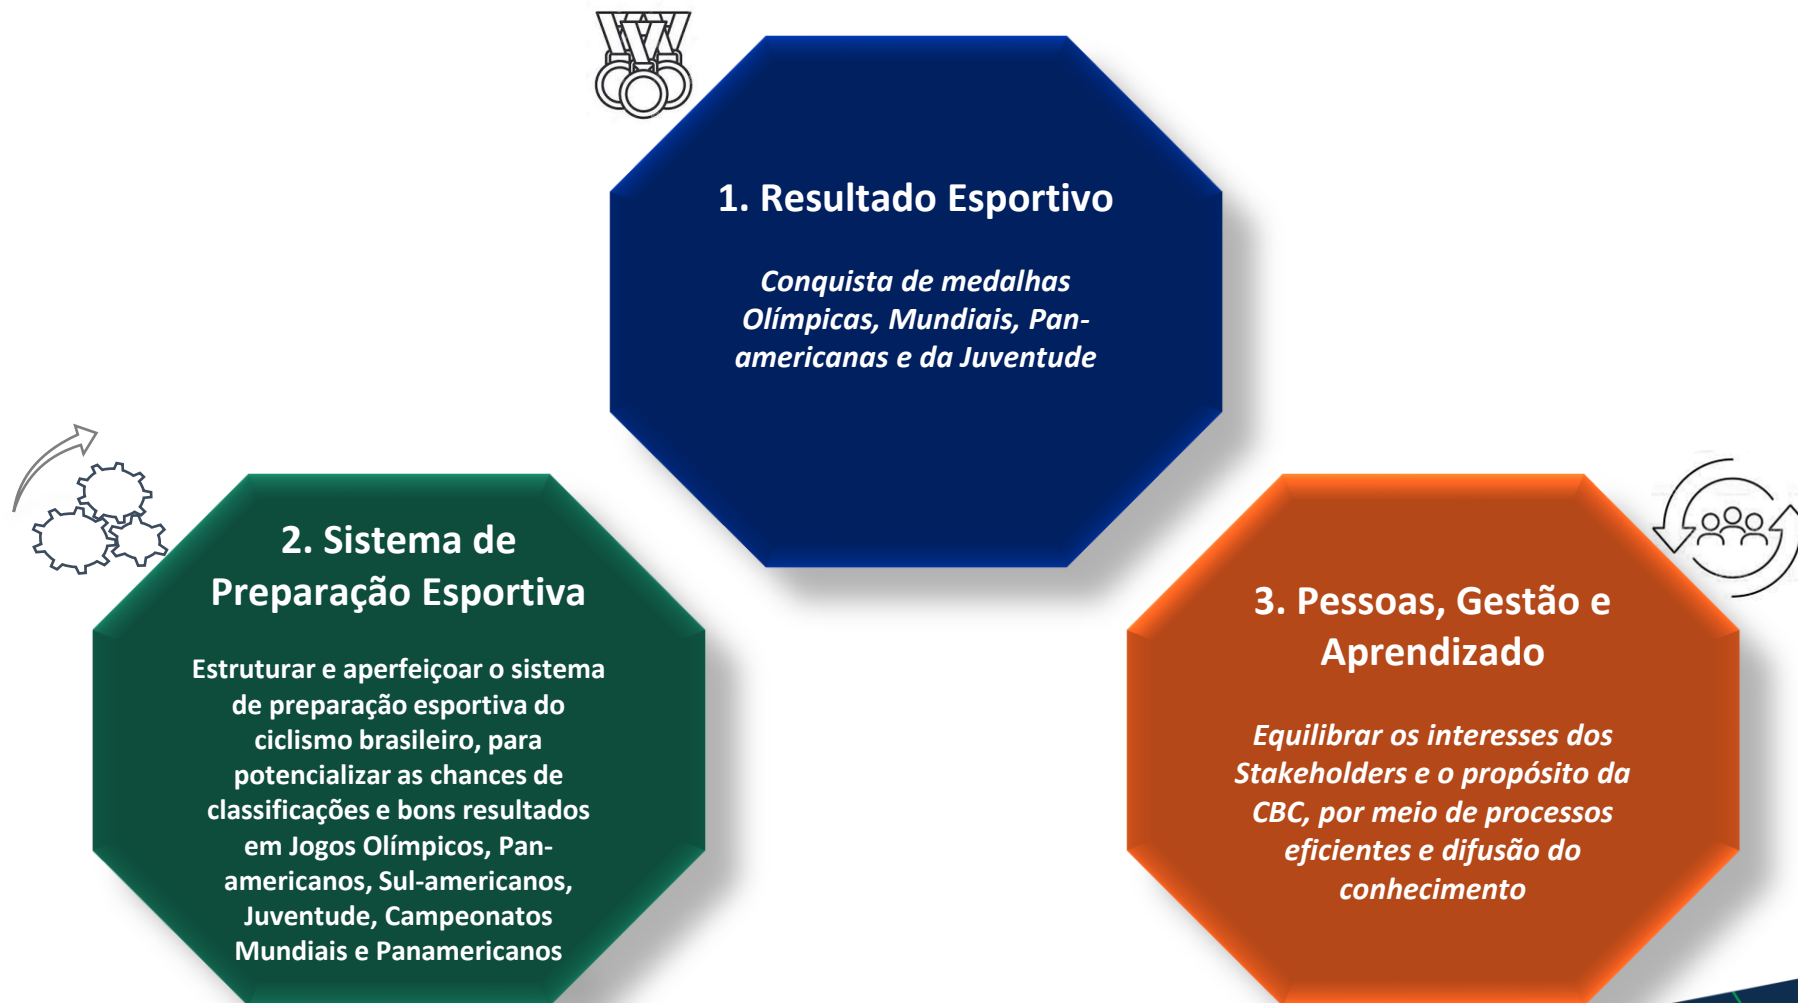 1. Resultado Esportivo
Conquista de medalhas
Olímpicas, Mundiais, Pan-
americanas e da Juventude
2. Sistema de
Preparação Esportiva
Estruturar e aperfeiçoar o sistema
de preparação esportiva do
ciclismo brasileiro, para
potencializar as chances de
classificações e bons resultados
em Jogos Olímpicos, Pan-
americanos, Sul-americanos,
Juventude, Campeonatos
Mundiais e Panamericanos
3. Pessoas, Gestão e
Aprendizado
Equilibrar os interesses dos
Stakeholders e o propósito da
CBC, por meio de processos
eficientes e difusão do
conhecimento